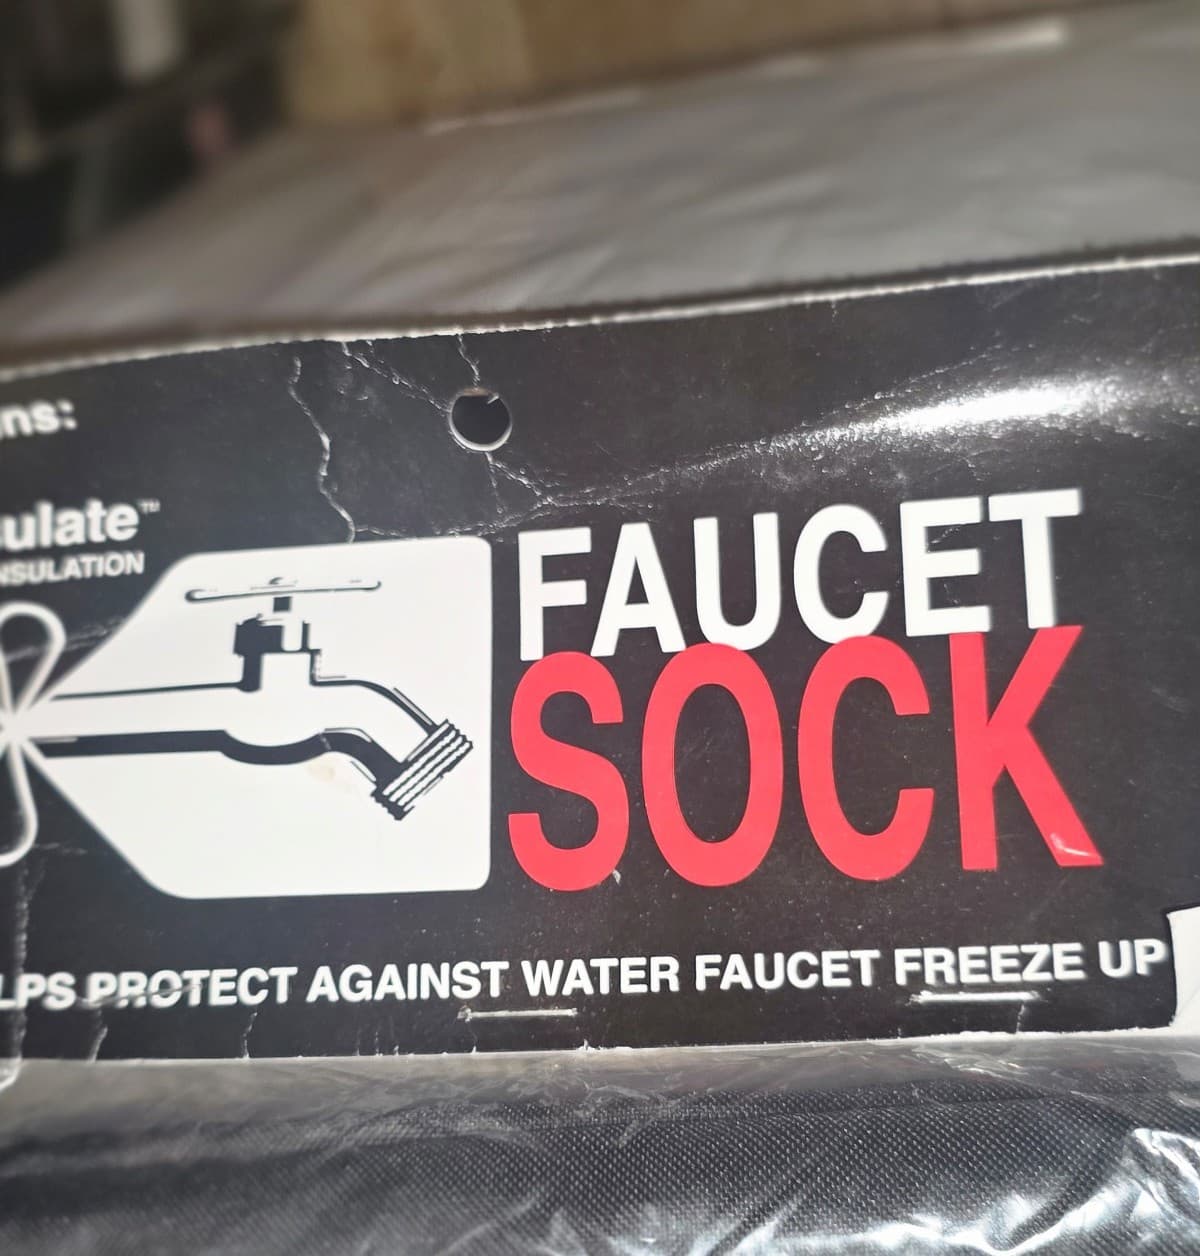 ns:
ulate™
NSULATION
FAUCET
SOCK
LPS PROTECT AGAINST WATER FAUCET FREEZE UP